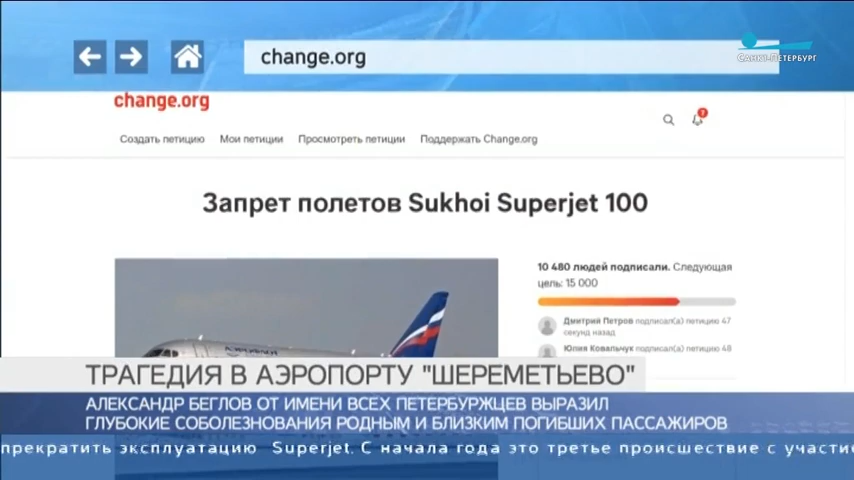 change.org
САНКТ-ПЕТЕРБУРГ
change.org
7
Создать петицию Мои петиции Просмотреть петиции Поддержать Change.org
Запрет полетов Sukhoi Superjet 100
10 480 людей подписали. Следующая
цель: 15 000
Дмитрий Петров подписал(а) петицию 47
секунд назад
Юлия Ковальчук подписал(а) петицию 48
ТРАГЕДИЯ В АЭРОПОРТУ "ШЕРЕМЕТЬЕВО"
АЛЕКСАНДР БЕГЛОВ ОТ ИМЕНИ ВСЕХ ПЕТЕРБУРЖЦЕВ ВЫРАЗИЛ
ГЛУБОКИЕ СОБОЛЕЗНОВАНИЯ РОДНЫМ И БЛИЗКИМ ПОГИБШИХ ПАССАЖИРОВ
прекратить эксплуатацию Superjet. С начала года это третье происшествие с участие